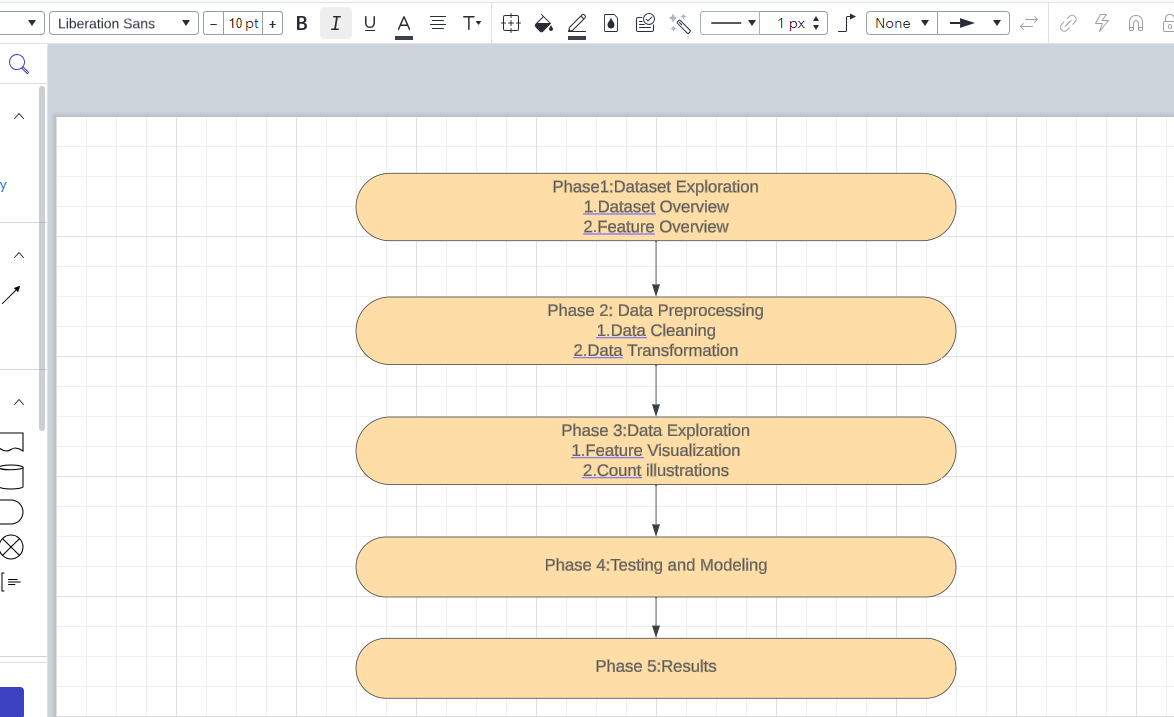 Liberation Sans
− 10 pt +
B I U A T
1 px
None
y
Phase1:Dataset Exploration
1.Dataset Overview
2.Feature Overview
Phase 2: Data Preprocessing
1.Data Cleaning
2.Data Transformation
Phase 3:Data Exploration
1.Feature Visualization
2.Count illustrations
Phase 4:Testing and Modeling
Phase 5:Results